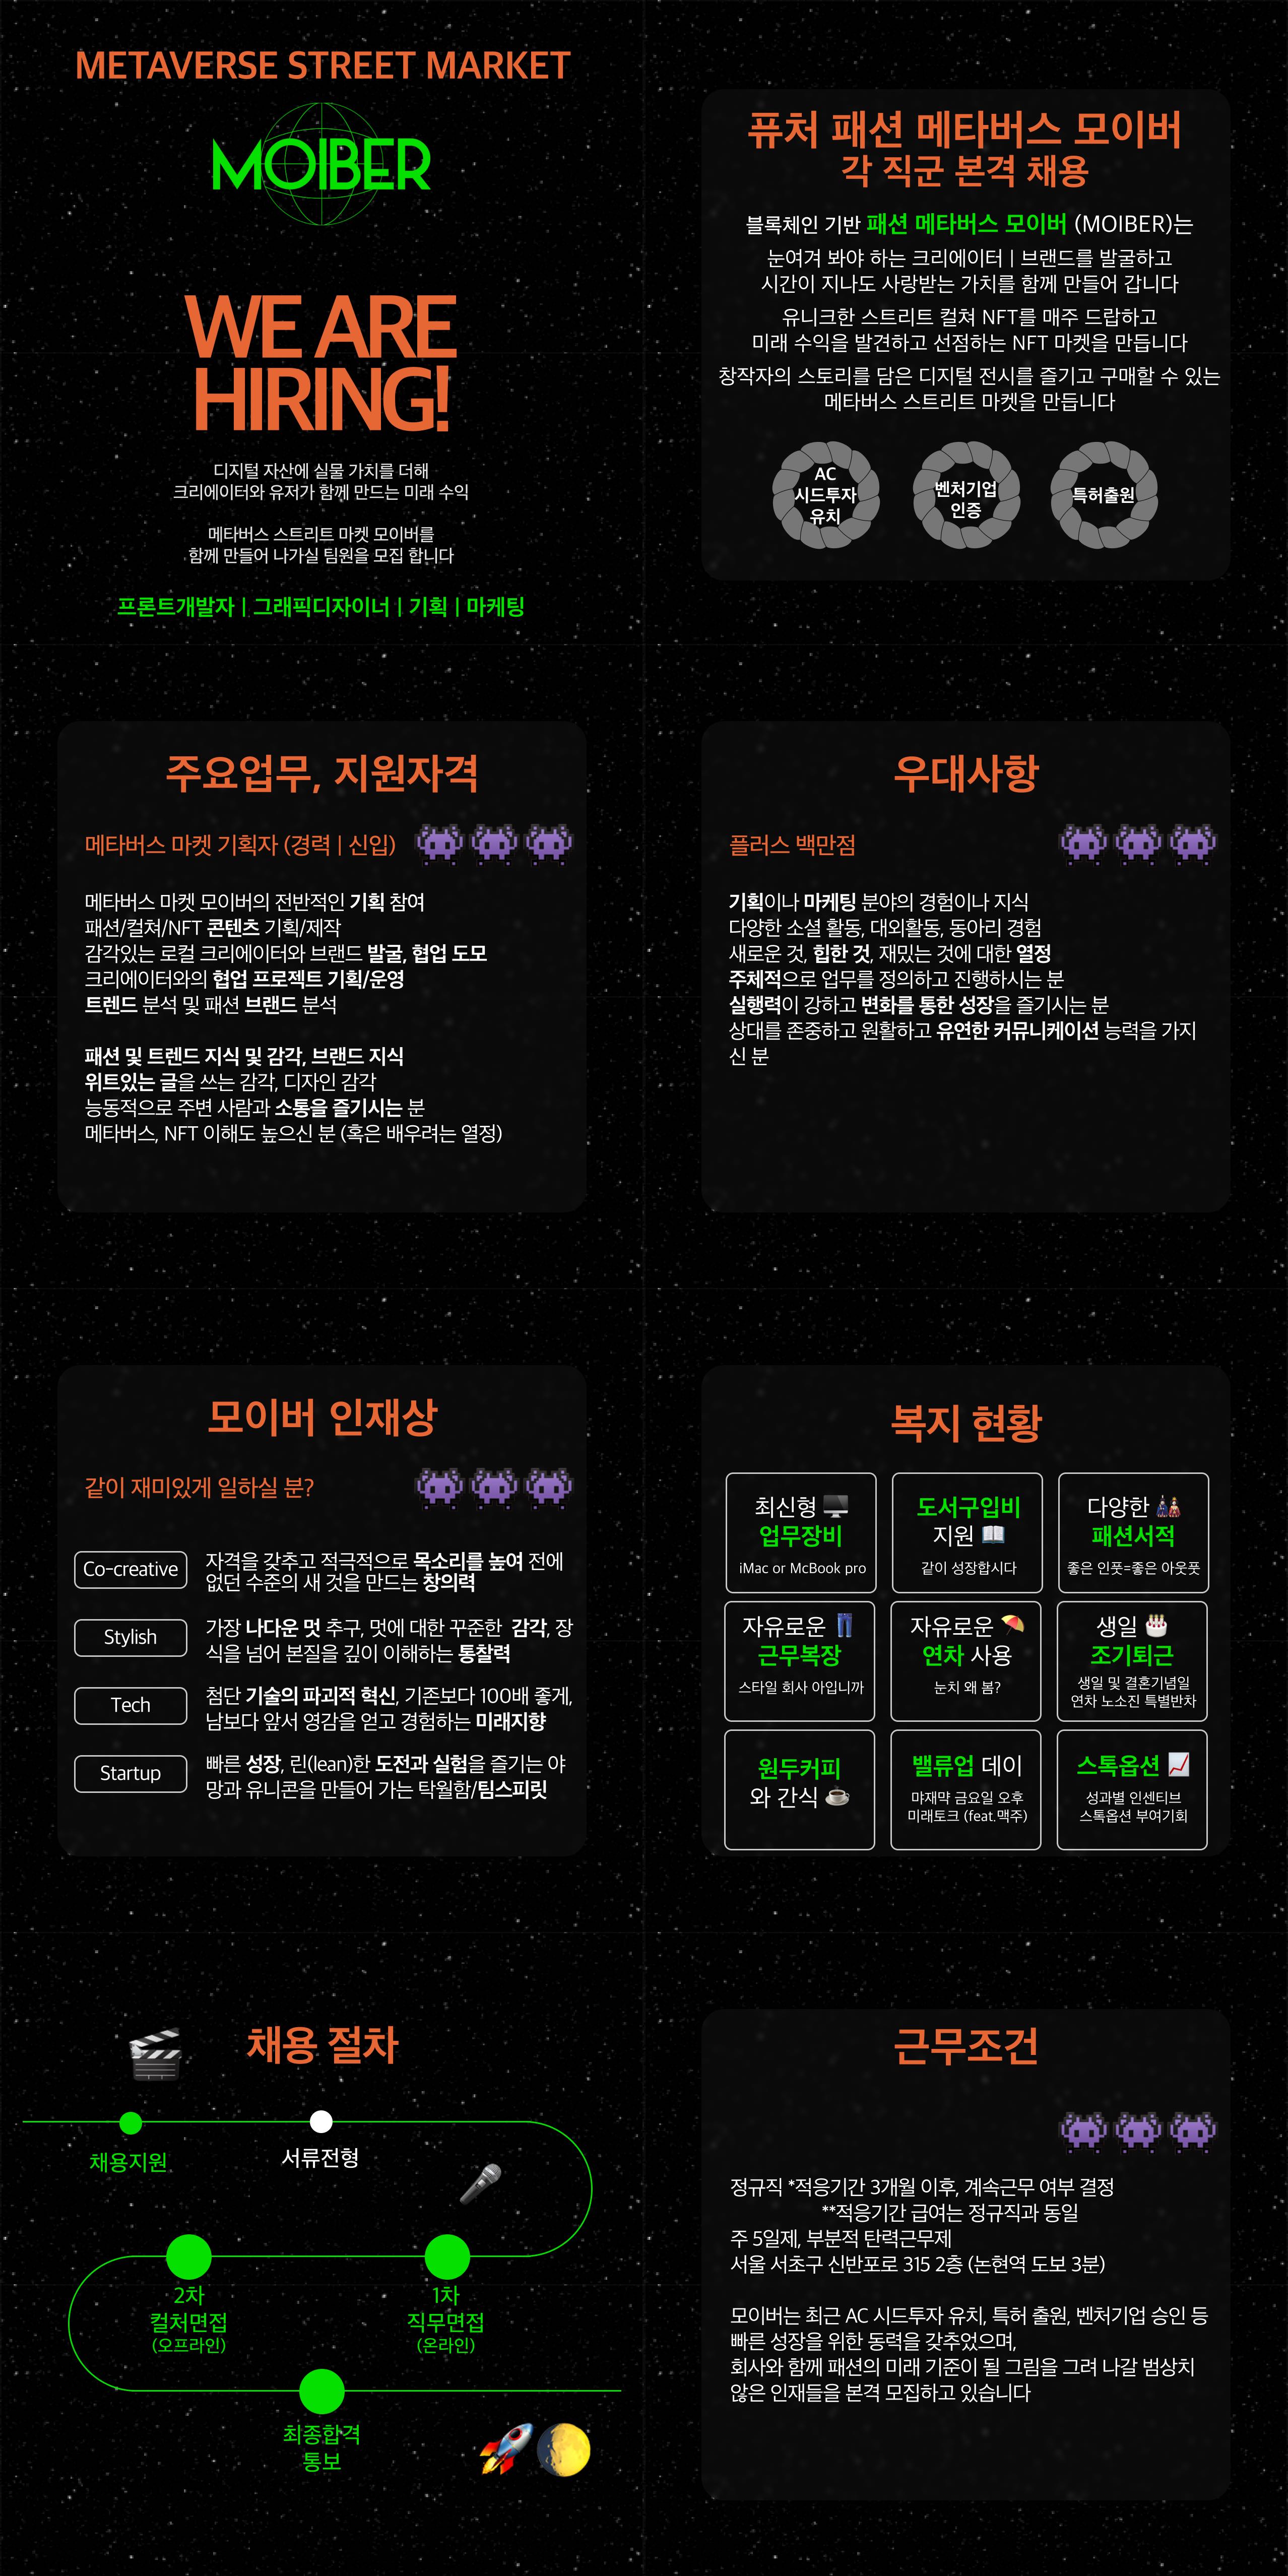 METAVERSE STREET MARKET
MOIBER
WE ARE
HIRING!
디지털 자산에 실물 가치를 더해
크리에이터와 유저가 함께 만드는 미래 수익
메타버스 스트리트 마켓 모이버를
함께 만들어 나가실 팀원을 모집 합니다
프론트개발자 | 그래픽디자이너 | 기획 | 마케팅
퓨처 패션 메타버스 모이버
각 직군 본격 채용
블록체인 기반 패션 메타버스 모이버 (MOIBER)는
눈여겨 봐야 하는 크리에이터 | 브랜드를 발굴하고
시간이 지나도 사랑받는 가치를 함께 만들어 갑니다
유니크한 스트리트 컬쳐 NFT를 매주 드랍하고
미래 수익을 발견하고 선점하는 NFT 마켓을 만듭니다
창작자의 스토리를 담은 디지털 전시를 즐기고 구매할 수 있는
메타버스 스트리트 마켓을 만듭니다
AC
시드투자
유치
벤처기업
인증
특허출원
주요업무, 지원자격
메타버스 마켓 기획자 (경력 | 신입)
메타버스 마켓 모이버의 전반적인 기획 참여
패션/컬쳐/NFT 콘텐츠 기획/제작
감각있는 로컬 크리에이터와 브랜드 발굴, 협업 도모
크리에이터와의 협업 프로젝트 기획/운영
트렌드 분석 및 패션 브랜드 분석
패션 및 트렌드 지식 및 감각, 브랜드 지식
위트있는 글을 쓰는 감각, 디자인 감각
능동적으로 주변 사람과 소통을 즐기시는 분
메타버스, NFT 이해도 높으신 분 (혹은 배우려는 열정)
우대사항
플러스 백만점
기획이나 마케팅 분야의 경험이나 지식
다양한 소셜 활동, 대외활동, 동아리 경험
새로운 것, 힙한 것, 재밌는 것에 대한 열정
주체적으로 업무를 정의하고 진행하시는 분
실행력이 강하고 변화를 통한 성장을 즐기시는 분
상대를 존중하고 원활하고 유연한 커뮤니케이션 능력을 가지
신 분
모이버 인재상
같이 재미있게 일하실 분?
Co-creative
자격을 갖추고 적극적으로 목소리를 높여 전에
없던 수준의 새 것을 만드는 창의력
Stylish
가장 나다운 멋 추구, 멋에 대한 꾸준한 감각, 장
식을 넘어 본질을 깊이 이해하는 통찰력
Tech
첨단 기술의 파괴적 혁신, 기존보다 100배 좋게,
남보다 앞서 영감을 얻고 경험하는 미래지향
Startup
빠른 성장, 린(lean)한 도전과 실험을 즐기는 야
망과 유니콘을 만들어 가는 탁월함/팀스피릿
복지 현황
최신형
업무장비
iMac or McBook pro
도서구입비
지원
같이 성장합시다
다양한
패션서적
좋은 인풋=좋은 아웃풋
자유로운
근무복장
스타일 회사 아입니까
자유로운
연차 사용
눈치 왜 봄?
생일
조기퇴근
생일 및 결혼기념일
연차 노소진 특별반차
원두커피
와 간식
밸류업 데이
먀쟤먁 금요일 오후
미래토크 (feat.맥주)
스톡옵션
성과별 인센티브
스톡옵션 부여기회
채용 절차
채용지원
서류전형
2차
컬처면접
(오프라인)
1차
직무면접
(온라인)
최종합격
통보
근무조건
정규직 *적응기간 3개월 이후, 계속근무 여부 결정
**적응기간 급여는 정규직과 동일
주 5일제, 부분적 탄력근무제
서울 서초구 신반포로 315 2층 (논현역 도보 3분)
모이버는 최근 AC 시드투자 유치, 특허 출원, 벤처기업 승인 등
빠른 성장을 위한 동력을 갖추었으며,
회사와 함께 패션의 미래 기준이 될 그림을 그려 나갈 범상치
않은 인재들을 본격 모집하고 있습니다